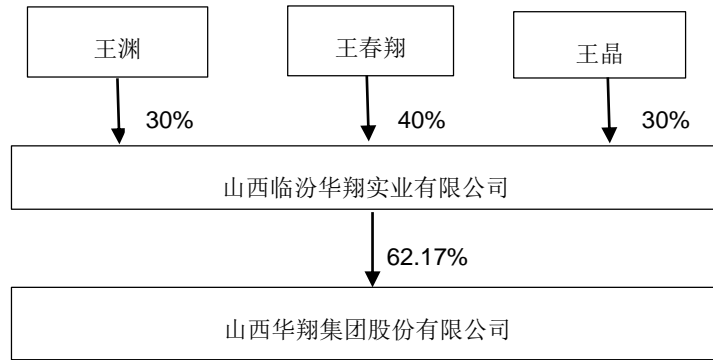 王渊
王春翔
王晶
30%
40%
30%
山西临汾华翔实业有限公司
62.17%
山西华翔集团股份有限公司